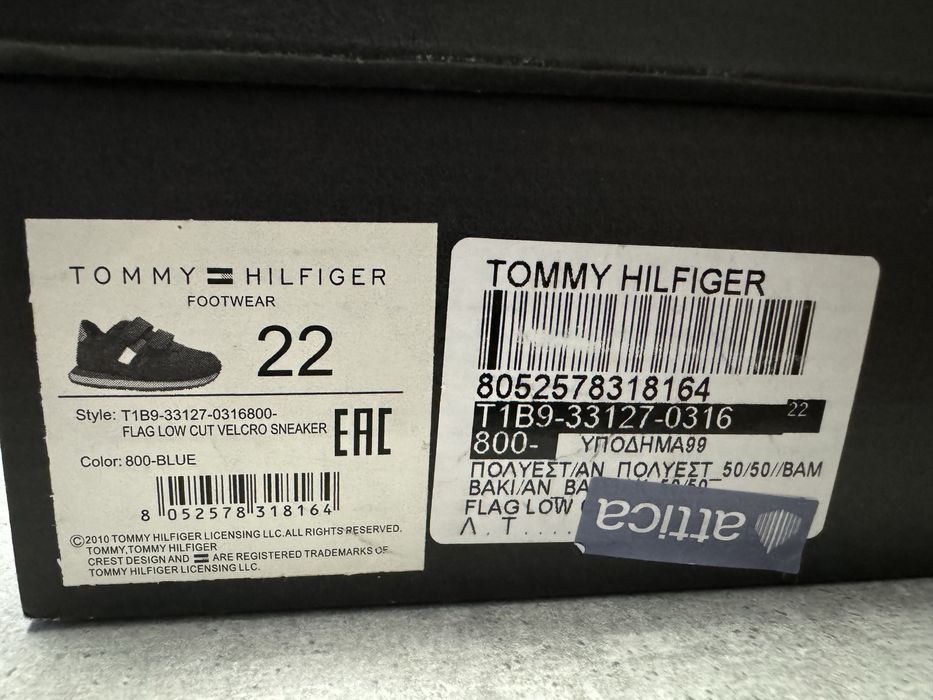 TOMMY HILFIGER
FOOTWEAR
22
Style: T1B9-33127-0316800-
FLAG LOW CUT VELCRO SNEAKER
EAC
Color: 800-BLUE
8 052578 318164
©2010 TOMMY HILFIGER LICENSING LLC.ALL RIGHTS RESERVED.
TOMMY,TOMMY HILFIGER
CREST DESIGN AND ARE REGISTERED TRADEMARKS OF
TOMMY HILFIGER LICENSING LLC.
TOMMY HILFIGER
8052578318164
T1B9-33127-0316 22
800- ΥΠΟΔΗΜΑ99
ΠΟΛΥΕΣΤ/ΑΝ ΠΟΛΥΕΣΤ 50/50//ΒΑΜ
ΒΑΚΙ/ΑΝ ΒΑ
FLAG LOW
Λ.Τ....
attica